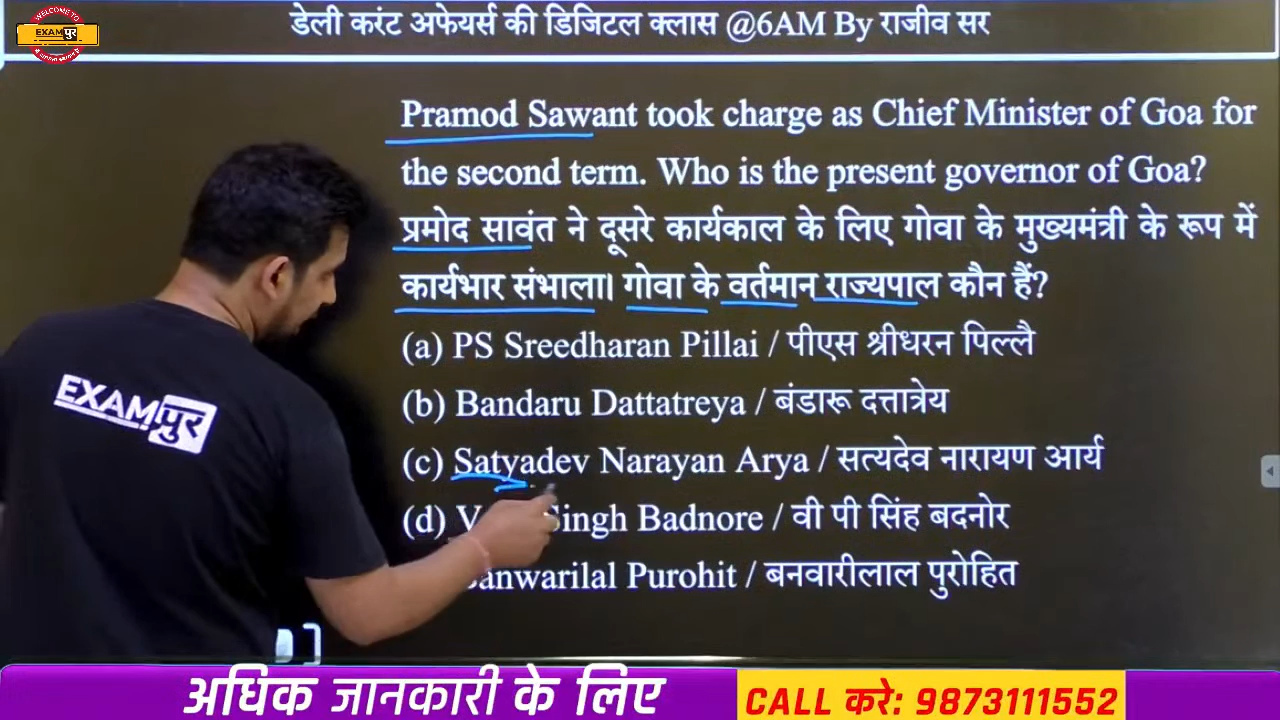 डेली करंट अफेयर्स की डिजिटल क्लास @6AM By राजीव सर
WELCOME TO
EXAMपुर
Pramod Sawant took charge as Chief Minister of Goa for
the second term. Who is the present governor of Goa?
प्रमोद सावंत ने दूसरे कार्यकाल के लिए गोवा के मुख्यमंत्री के रूप में
कार्यभार संभाला। गोवा के वर्तमान राज्यपाल कौन हैं?
(a) PS Sreedharan Pillai / पीएस श्रीधरन पिल्लै
(b) Bandaru Dattatreya / बंडारू दत्तात्रेय
(c) Satyadev Narayan Arya / सत्यदेव नारायण आर्य
(d) Singh Badnore / वी पी सिंह बदनोर
Purohit / बनवारीलाल पुरोहित
EXAMपुर
अधिक जानकारी के लिए
CALL करे: 9873111552